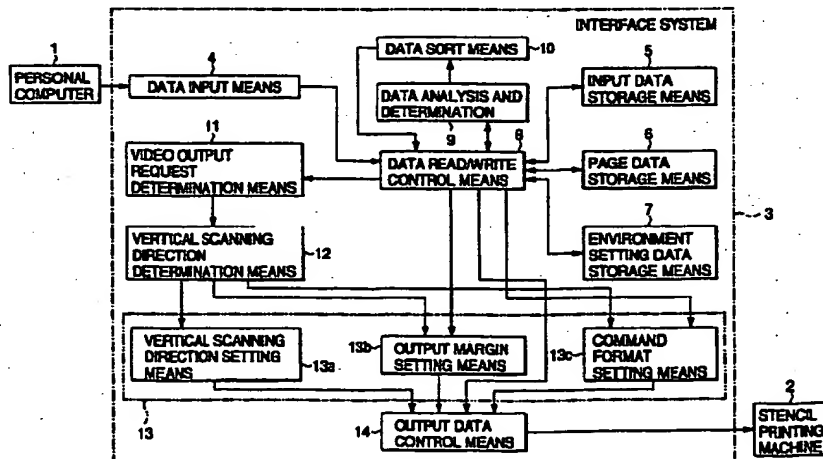 INTERFACE SYSTEM
1
PERSONAL
COMPUTER
4
DATA INPUT MEANS
DATA SORT MEANS
10
DATA ANALYSIS AND
DETERMINATION
9
8
DATA READ/WRITE
CONTROL MEANS
5
INPUT DATA
STORAGE MEANS
6
PAGE DATA
STORAGE MEANS
7
ENVIRONMENT
SETTING DATA
STORAGE MEANS
3
11
VIDEO OUTPUT
REQUEST
DETERMINATION MEANS
VERTICAL SCANNING
DIRECTION
DETERMINATION MEANS
12
VERTICAL SCANNING
DIRECTION SETTING
MEANS
13a
13b
OUTPUT MARGIN
SETTING MEANS
13c
COMMAND
FORMAT
SETTING MEANS
13
14
OUTPUT DATA
CONTROL MEANS
2
STENCIL
PRINTING
MACHINE